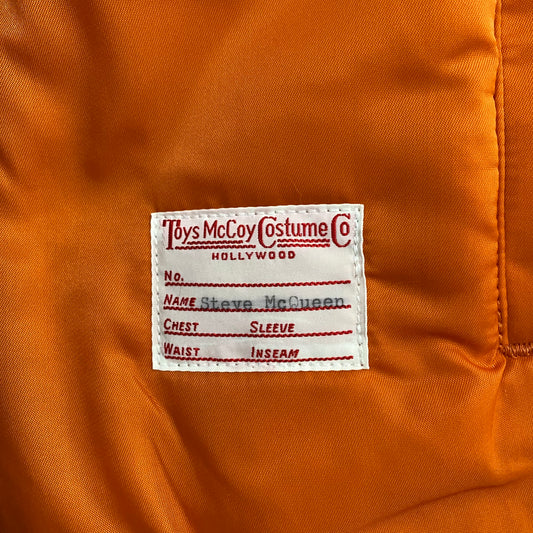 Toys McCoy Costume Co
HOLLYWOOD
No.
NAME Steve McQueen
CHEST SLEEVE
WAIST INSEAM